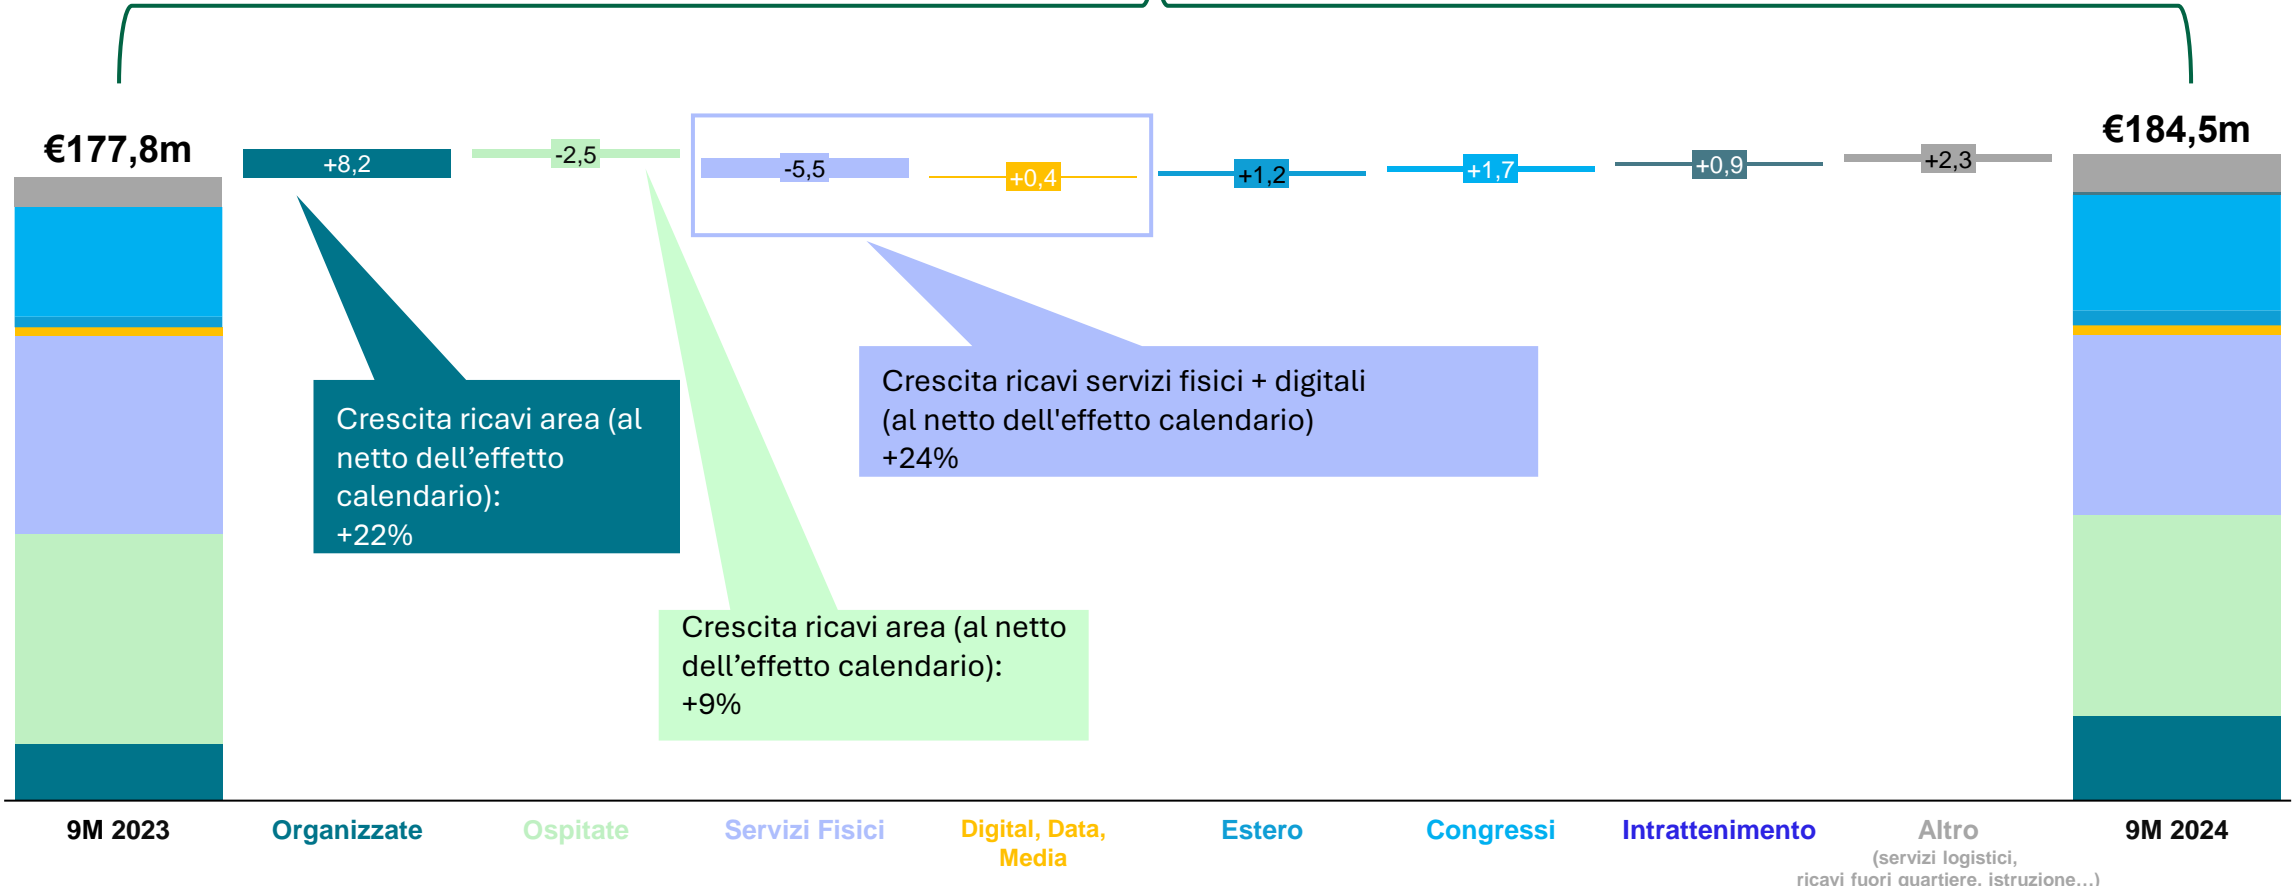 €177,8m
€184,5m
+8,2
-2,5
-5,5
+0,4
+1,2
+1,7
+0,9
+2,3
Crescita ricavi area (al
netto dell’effetto
calendario):
+22%
Crescita ricavi servizi fisici + digitali
(al netto dell'effetto calendario)
+24%
Crescita ricavi area (al netto
dell’effetto calendario):
+9%
9M 2023
Organizzate
Ospitate
Servizi Fisici
Digital, Data,
Media
Estero
Congressi
Intrattenimento
Altro
(servizi logistici,
ricavi fuori quartiere, istruzione…)
9M 2024